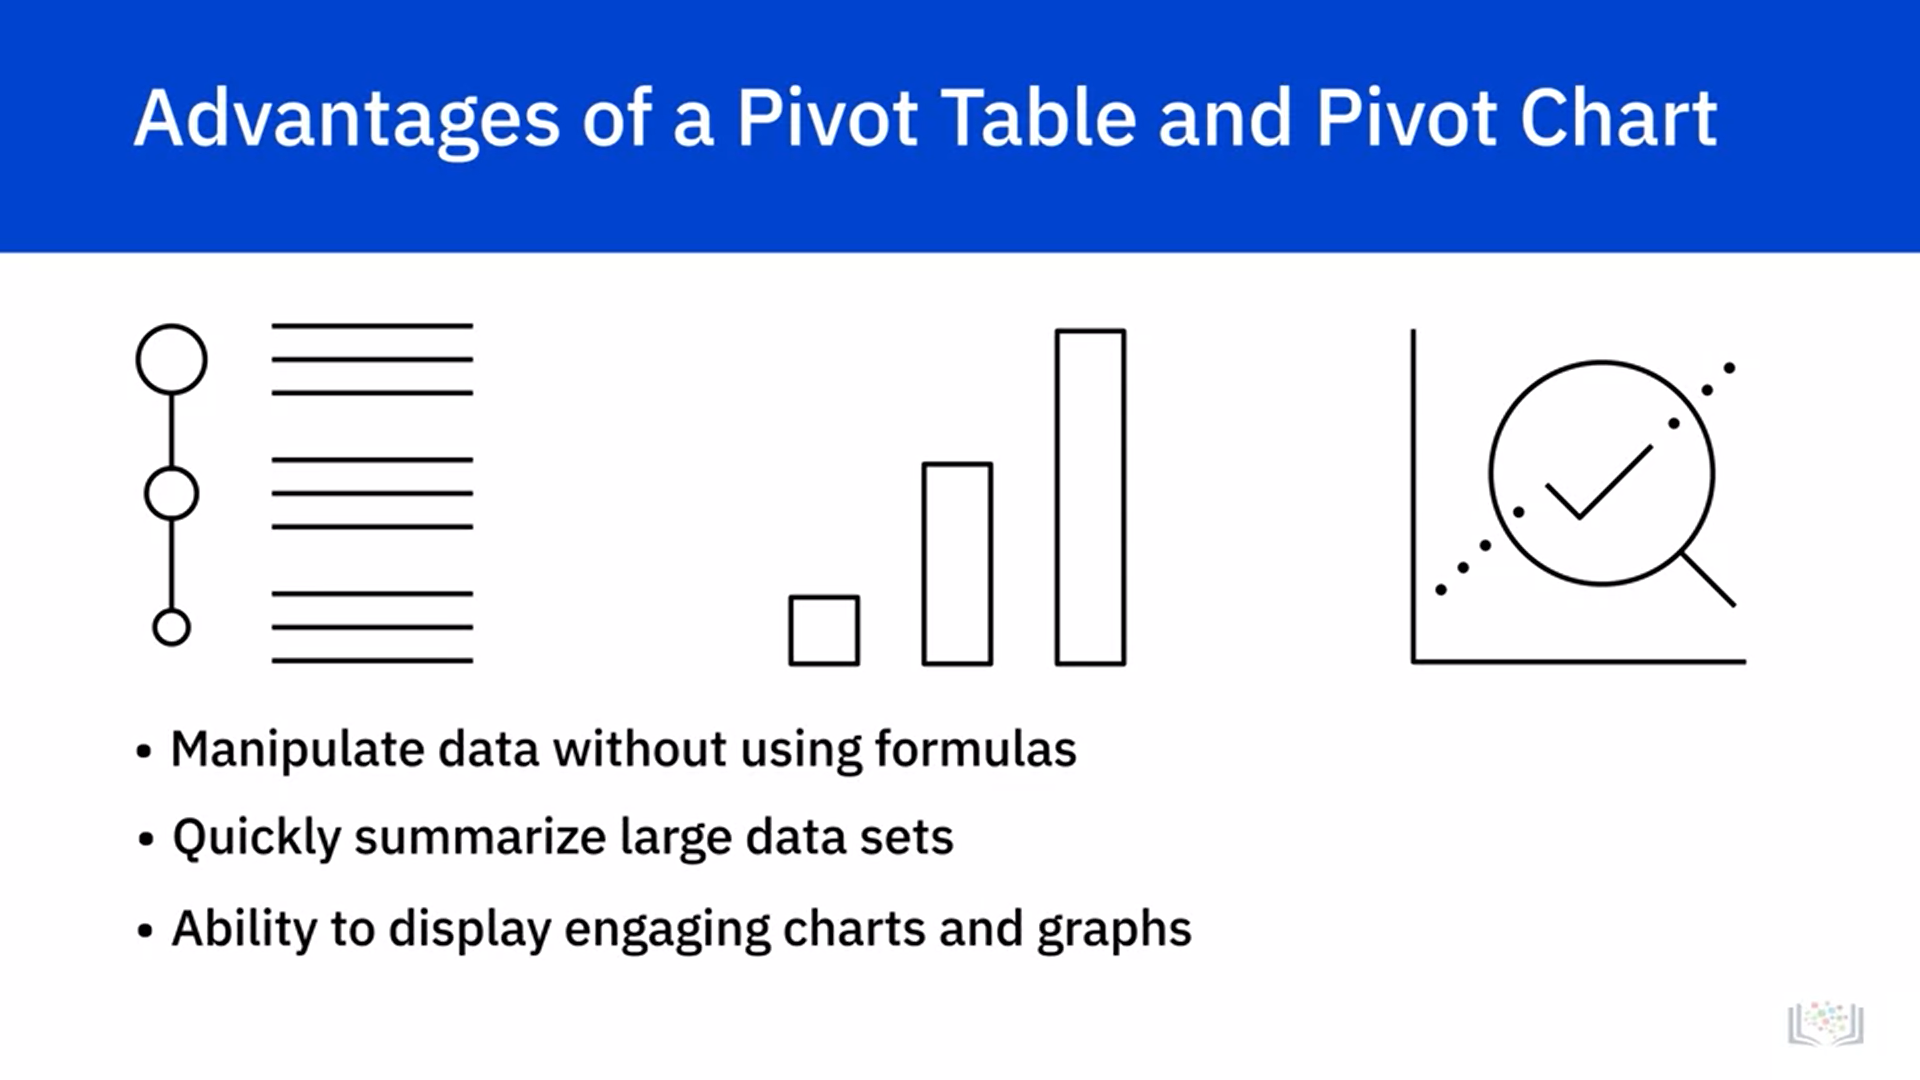 Advantages of a Pivot Table and Pivot Chart
• Manipulate data without using formulas
• Quickly summarize large data sets
• Ability to display engaging charts and graphs